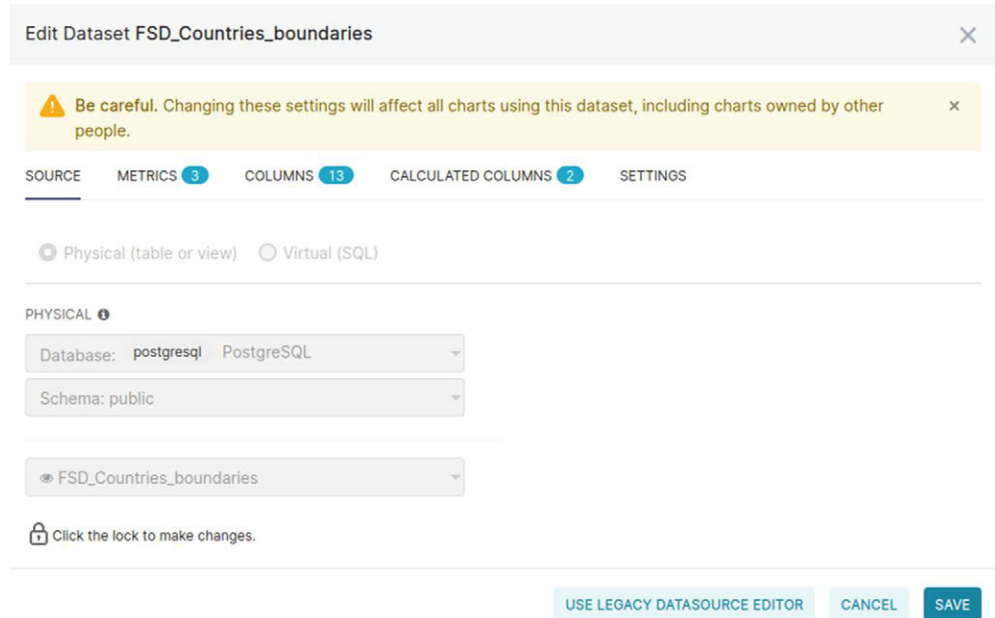 Edit Dataset FSD_Countries_boundaries
Be careful. Changing these settings will affect all charts using this dataset, including charts owned by other
people.
SOURCE METRICS 3 COLUMNS 13 CALCULATED COLUMNS 2 SETTINGS
Physical (table or view) Virtual (SQL)
PHYSICAL
Database: postgresql PostgreSQL
Schema: public
FSD_Countries_boundaries
Click the lock to make changes.
USE LEGACY DATASOURCE EDITOR CANCEL SAVE